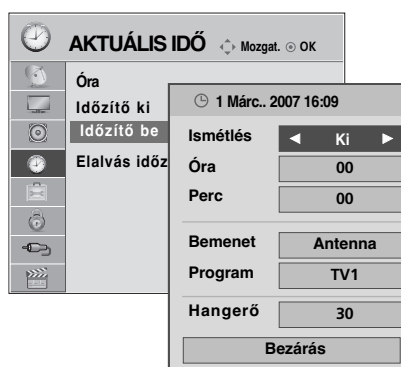 AKTUÁLIS IDŐ Mozgat. OK
Óra
Időzítő ki
Időzítő be
Elalvás időz
1 Márc.. 2007 16:09
Ismétlés ◄ Ki ►
Óra 00
Perc 00
Bemenet Antenna
Program TV1
Hangerő 30
Bezárás